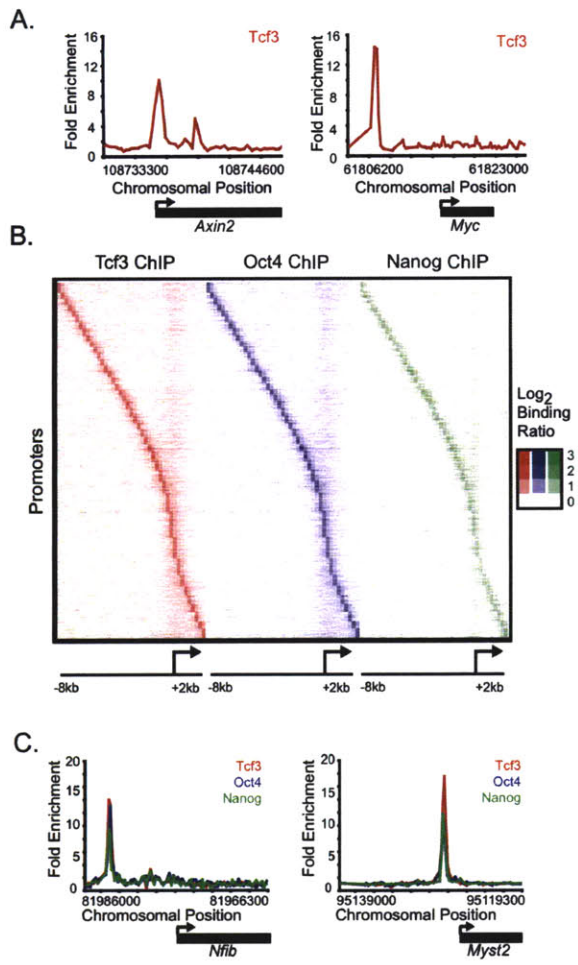 A.
Tcf3
16
12
8
4
0
Fold Enrichment
108733300 108744600
Chromosomal Position
Axin2
Tcf3
16
12
8
4
0
Fold Enrichment
61806200 61823000
Chromosomal Position
Myc
B.
Tcf3 ChIP Oct4 ChIP Nanog ChIP
Promoters
Log2
Binding
Ratio
3
2
1
0
-8kb +2kb -8kb +2kb -8kb +2kb
C.
Tcf3
Oct4
Nanog
20
15
10
5
0
Fold Enrichment
81986000 81966300
Chromosomal Position
Nfib
Tcf3
Oct4
Nanog
20
15
10
5
0
Fold Enrichment
95139000 95119300
Chromosomal Position
Myst2